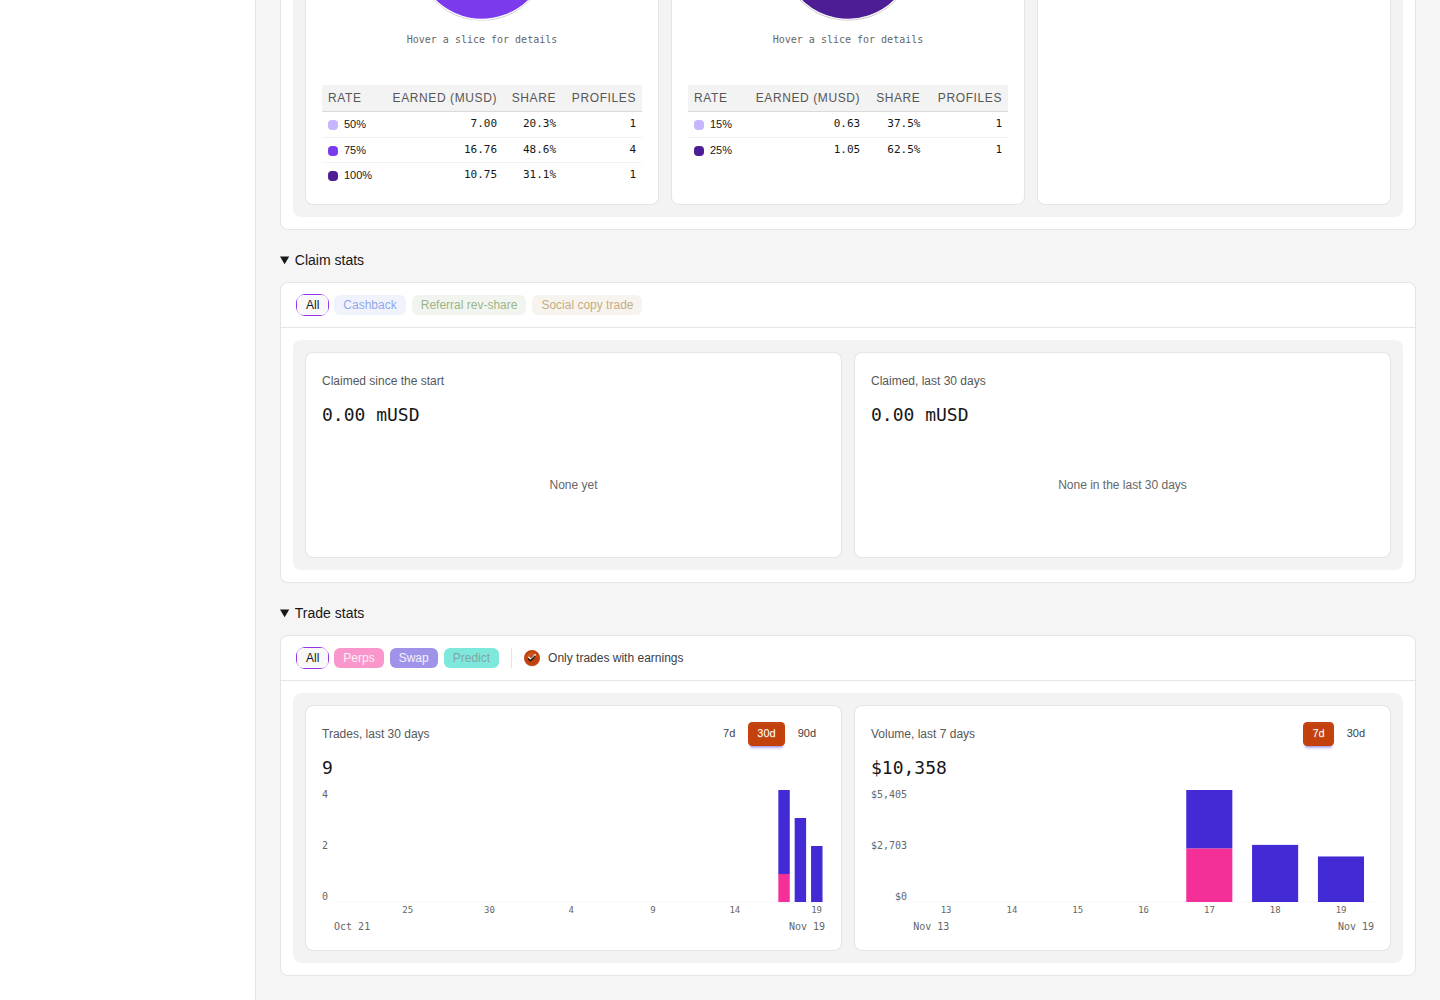 Hover a slice for details
Hover a slice for details
RATE EARNED (MUSD) SHARE PROFILES
50% 7.00 20.3% 1
75% 16.76 48.6% 4
100% 10.75 31.1% 1
RATE EARNED (MUSD) SHARE PROFILES
15% 0.63 37.5% 1
25% 1.05 62.5% 1
Claim stats
All Cashback Referral rev-share Social copy trade
Claimed since the start
0.00 mUSD
None yet
Claimed, last 30 days
0.00 mUSD
None in the last 30 days
Trade stats
All Perps Swap Predict Only trades with earnings
Trades, last 30 days 7d 30d 90d
9
4
2
0
25 30 4 9 14 19
Oct 21 Nov 19
Volume, last 7 days 7d 30d
$10,358
$5,405
$2,703
$0
13 14 15 16 17 18 19
Nov 13 Nov 19